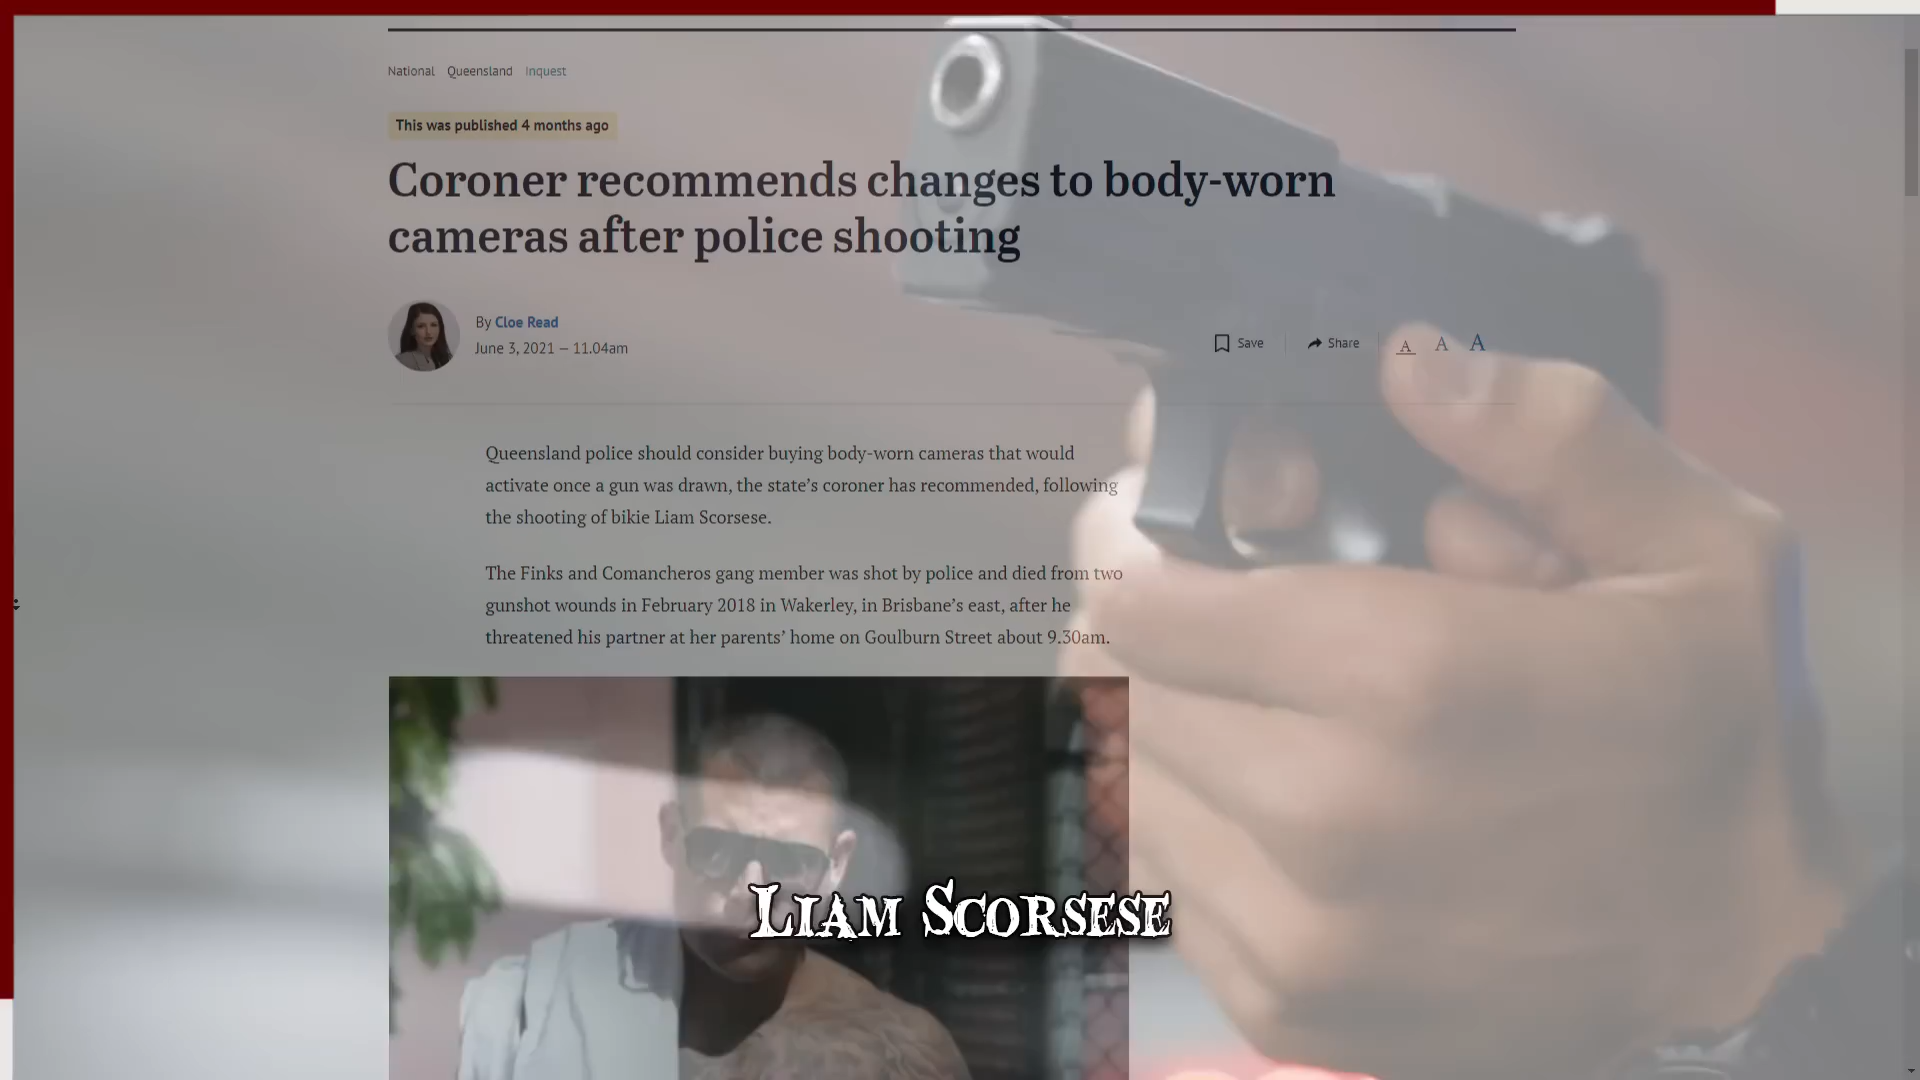 National Queensland Inquest
This was published 4 months ago
Coroner recommends changes to body-worn
cameras after police shooting
By Cloe Read
June 3, 2021 — 11.04am
Save Share A A A
Queensland police should consider buying body-worn cameras that would
activate once a gun was drawn, the state’s coroner has recommended, following
the shooting of bikie Liam Scorsese.
The Finks and Comancheros gang member was shot by police and died from two
gunshot wounds in February 2018 in Wakerley, in Brisbane’s east, after he
threatened his partner at her parents’ home on Goulburn Street about 9.30am.
Liam Scorsese